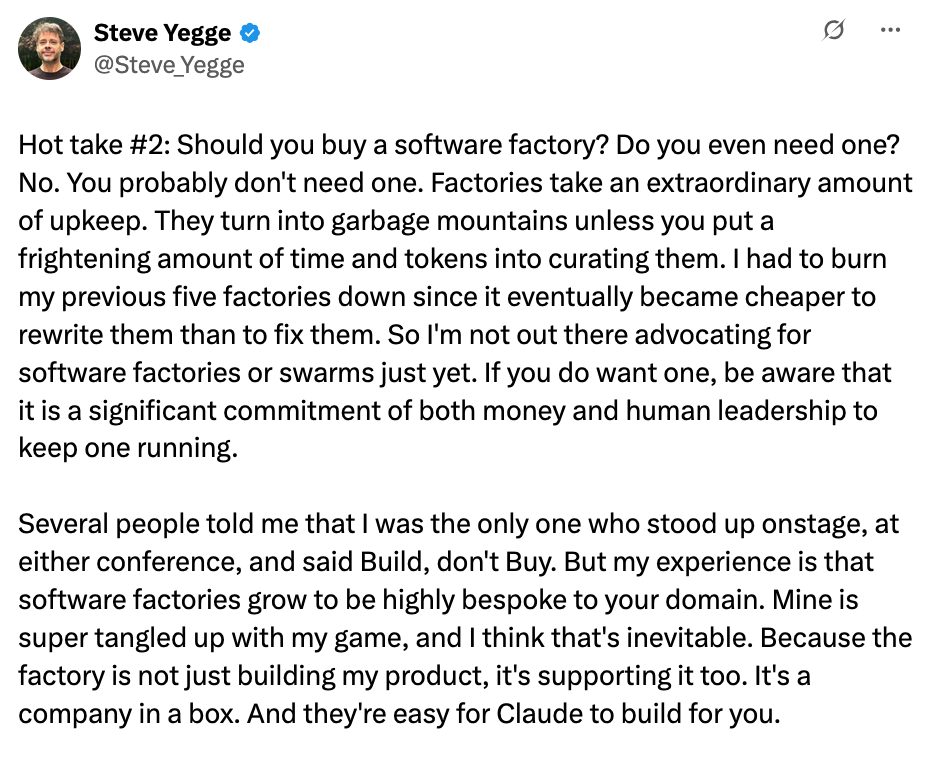 Steve Yegge
@Steve_Yegge
Hot take #2: Should you buy a software factory? Do you even need one?
No. You probably don't need one. Factories take an extraordinary amount
of upkeep. They turn into garbage mountains unless you put a
frightening amount of time and tokens into curating them. I had to burn
my previous five factories down since it eventually became cheaper to
rewrite them than to fix them. So I'm not out there advocating for
software factories or swarms just yet. If you do want one, be aware that
it is a significant commitment of both money and human leadership to
keep one running.
Several people told me that I was the only one who stood up onstage, at
either conference, and said Build, don't Buy. But my experience is that
software factories grow to be highly bespoke to your domain. Mine is
super tangled up with my game, and I think that's inevitable. Because the
factory is not just building my product, it's supporting it too. It's a
company in a box. And they're easy for Claude to build for you.